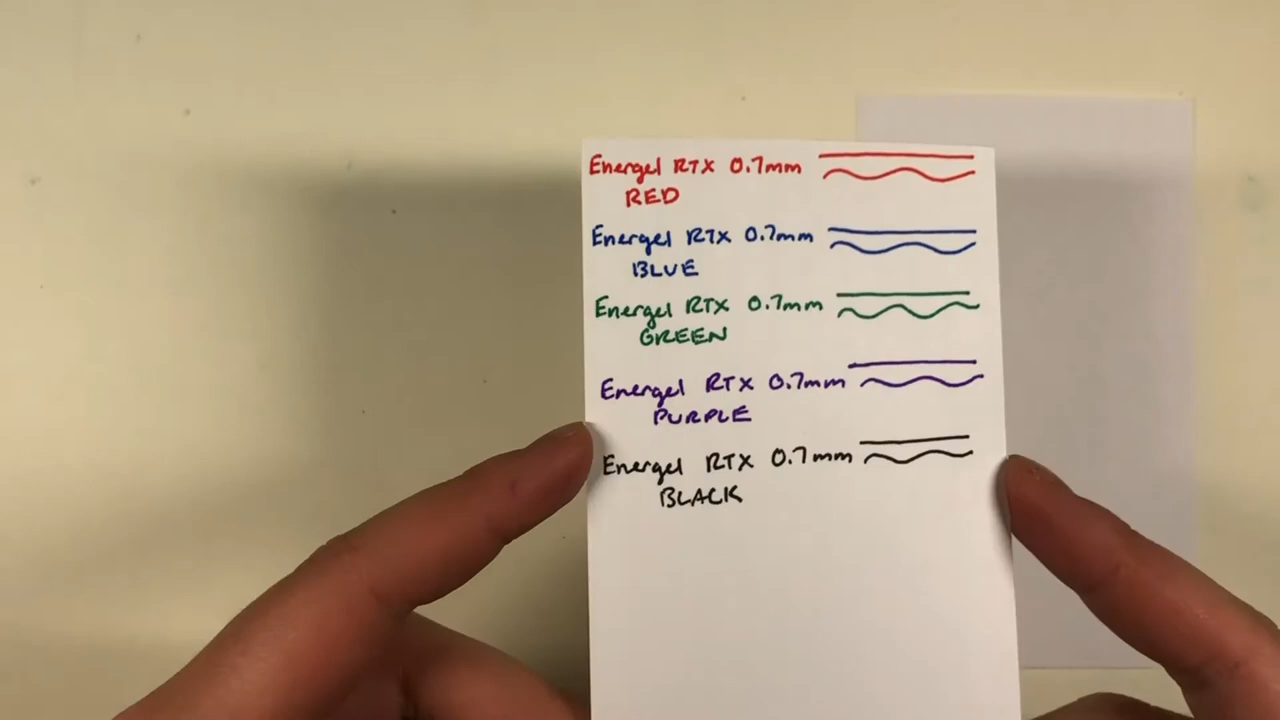 Energel RTX 0.7mm
RED
Energel RTX 0.7mm
BLUE
Energel RTX 0.7mm
GREEN
Energel RTX 0.7mm
PURPLE
Energel RTX 0.7mm
BLACK